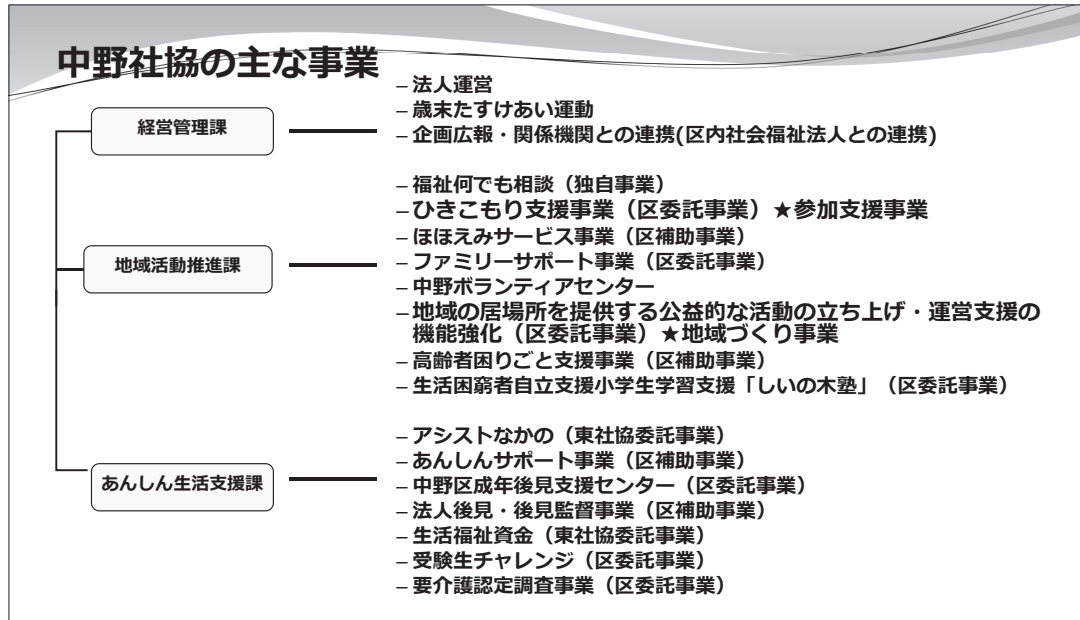 中野社協の主な事業
経営管理課
– 法人運営
– 歳末たすけあい運動
– 企画広報・関係機関との連携(区内社会福祉法人との連携)
地域活動推進課
– 福祉何でも相談（独自事業）
– ひきこもり支援事業（区委託事業）★参加支援事業
– ほほえみサービス事業（区補助事業）
– ファミリーサポート事業（区委託事業）
– 中野ボランティアセンター
– 地域の居場所を提供する公益的な活動の立ち上げ・運営支援の
機能強化（区委託事業）★地域づくり事業
– 高齢者困りごと支援事業（区補助事業）
– 生活困窮者自立支援小学生学習支援「しいの木塾」（区委託事業）
あんしん生活支援課
– アシストなかの（東社協委託事業）
– あんしんサポート事業（区補助事業）
– 中野区成年後見支援センター（区委託事業）
– 法人後見・後見監督事業（区補助事業）
– 生活福祉資金（東社協委託事業）
– 受験生チャレンジ（区委託事業）
– 要介護認定調査事業（区委託事業）